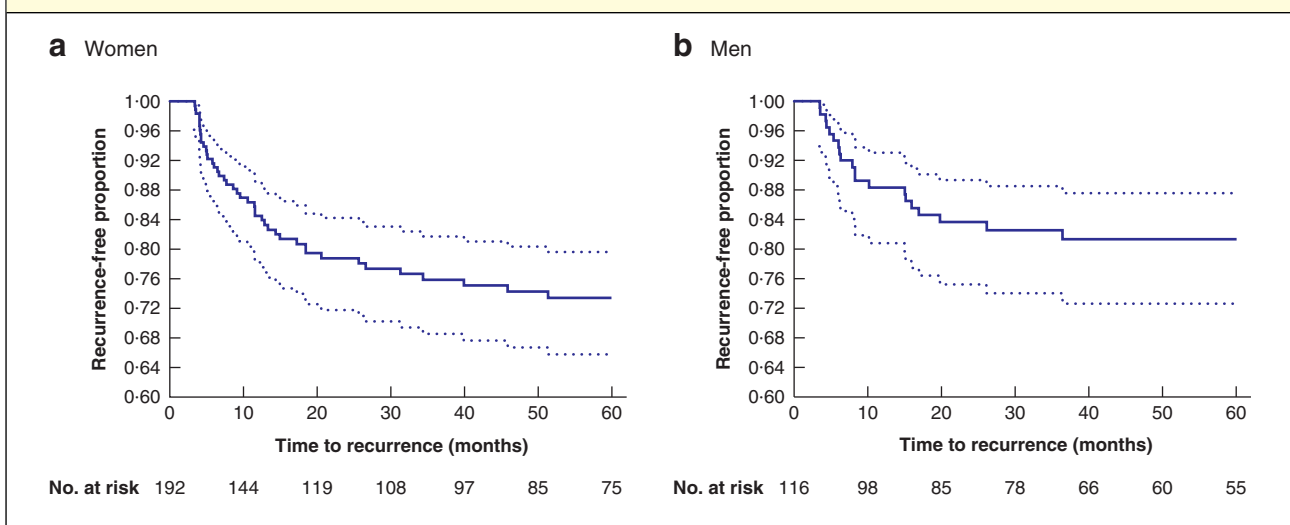 a Women
Recurrence-free proportion
1·00
0·96
0·92
0·88
0·84
0·80
0·76
0·72
0·68
0·64
0·60
0 10 20 30 40 50 60
Time to recurrence (months)
No. at risk 192 144 119 108 97 85 75
b Men
Recurrence-free proportion
1·00
0·96
0·92
0·88
0·84
0·80
0·76
0·72
0·68
0·64
0·60
0 10 20 30 40 50 60
Time to recurrence (months)
No. at risk 116 98 85 78 66 60 55